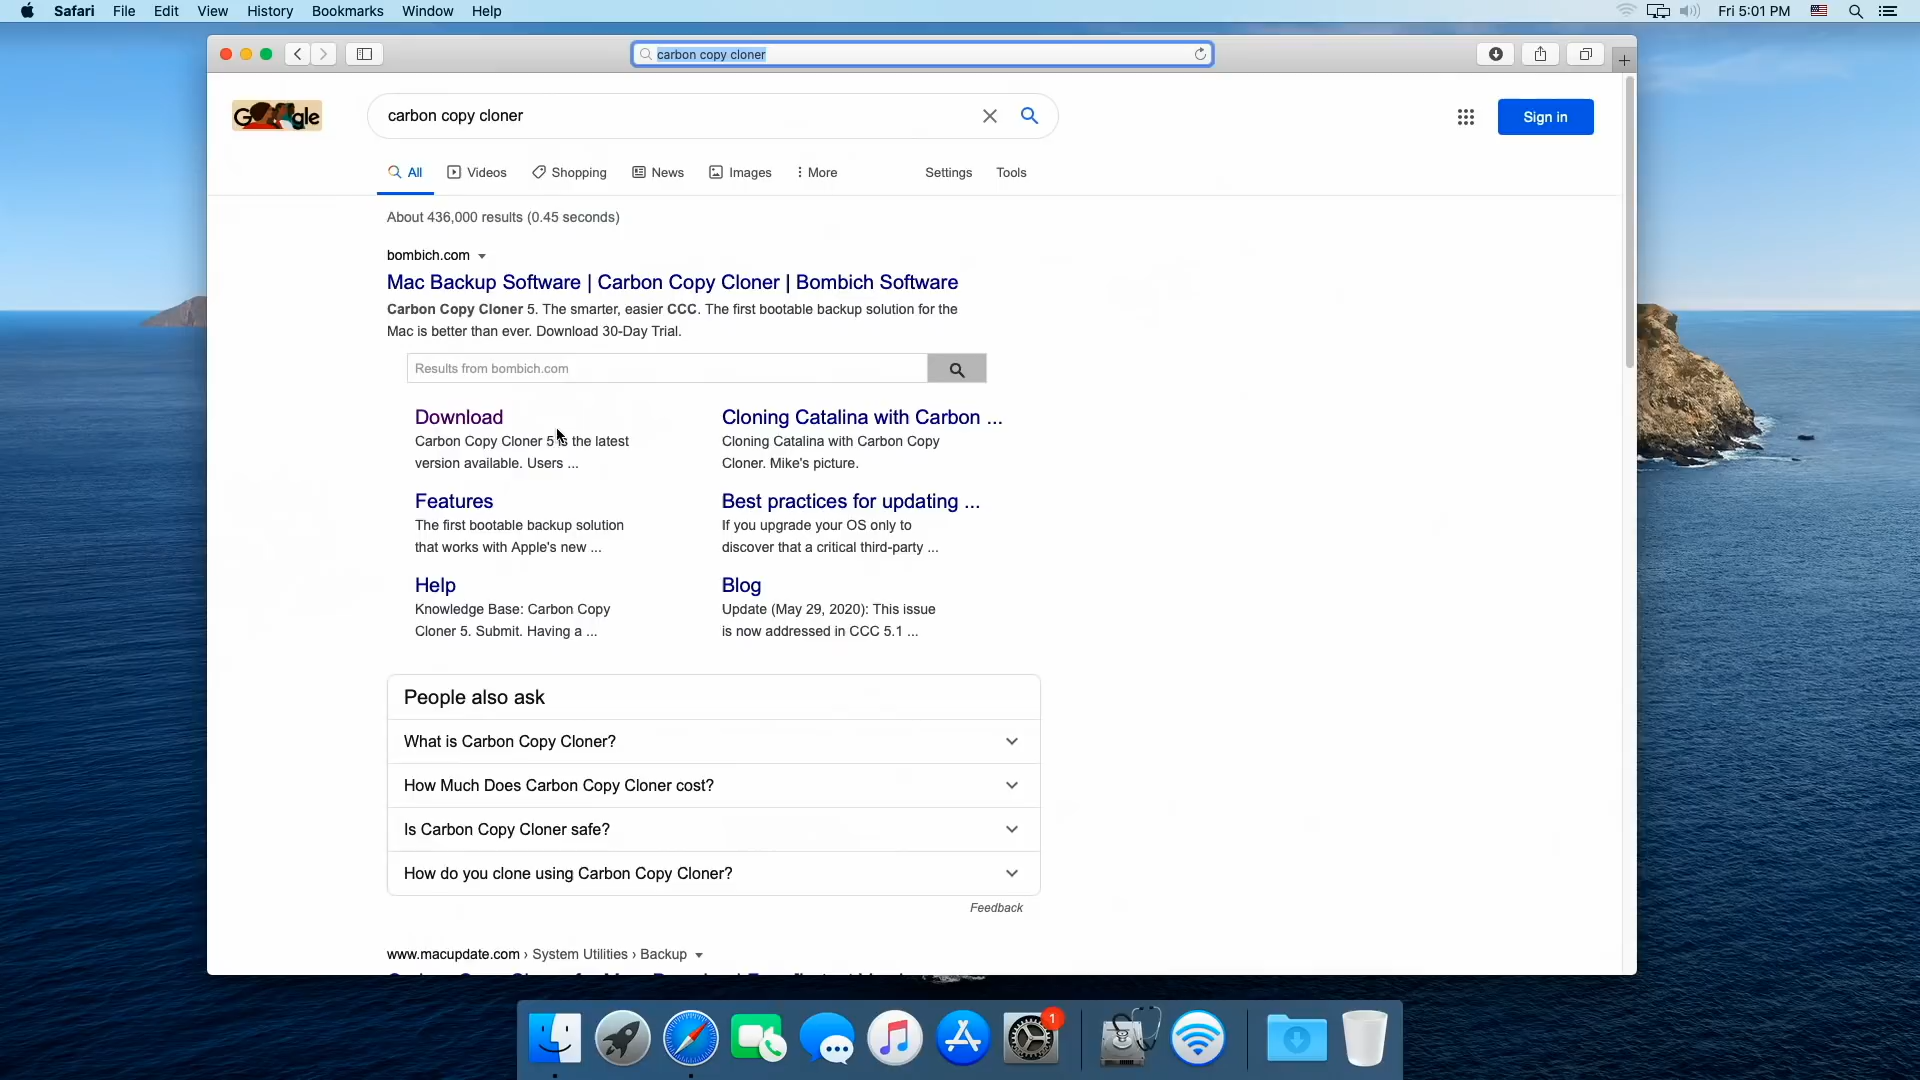 Safari File Edit View History Bookmarks Window Help Fri 5:01 PM
carbon copy cloner
Google
carbon copy cloner
Sign in
All Videos Shopping News Images More Settings Tools
About 436,000 results (0.45 seconds)
bombich.com
Mac Backup Software | Carbon Copy Cloner | Bombich Software
Carbon Copy Cloner 5. The smarter, easier CCC. The first bootable backup solution for the
Mac is better than ever. Download 30-Day Trial.
Results from bombich.com
Download
Carbon Copy Cloner 5 is the latest
version available. Users ...
Cloning Catalina with Carbon ...
Cloning Catalina with Carbon Copy
Cloner. Mike's picture.
Features
The first bootable backup solution
that works with Apple's new ...
Best practices for updating ...
If you upgrade your OS only to
discover that a critical third-party ...
Help
Knowledge Base: Carbon Copy
Cloner 5. Submit. Having a ...
Blog
Update (May 29, 2020): This issue
is now addressed in CCC 5.1 ...
People also ask
What is Carbon Copy Cloner?
How Much Does Carbon Copy Cloner cost?
Is Carbon Copy Cloner safe?
How do you clone using Carbon Copy Cloner?
Feedback
www.macupdate.com › System Utilities › Backup
1